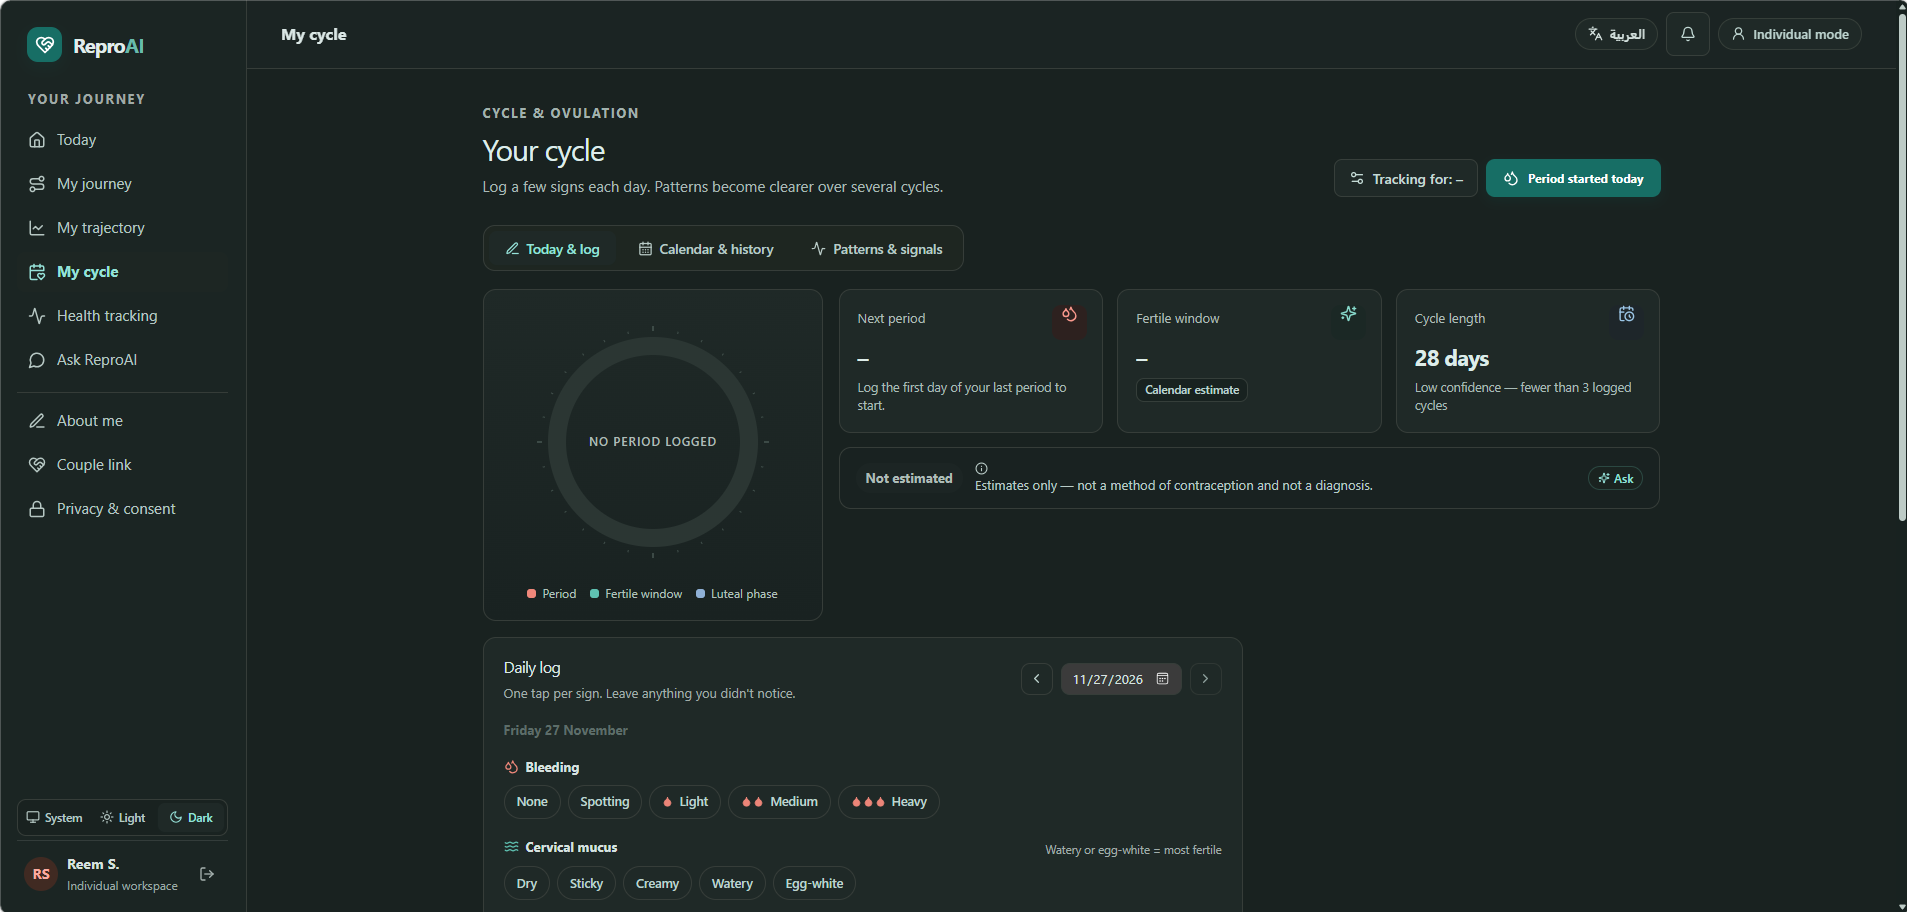 ReproAI
YOUR JOURNEY
Today
My journey
My trajectory
My cycle
Health tracking
Ask ReproAI
About me
Couple link
Privacy & consent
System
Light
Dark
RS
Reem S.
Individual workspace
My cycle
العربية
Individual mode
CYCLE & OVULATION
Your cycle
Log a few signs each day. Patterns become clearer over several cycles.
Tracking for: –
Period started today
Today & log
Calendar & history
Patterns & signals
NO PERIOD LOGGED
Period
Fertile window
Luteal phase
Next period
–
Log the first day of your last period to
start.
Fertile window
–
Calendar estimate
Cycle length
28 days
Low confidence — fewer than 3 logged
cycles
Not estimated
Estimates only — not a method of contraception and not a diagnosis.
Ask
Daily log
One tap per sign. Leave anything you didn't notice.
11/27/2026
Friday 27 November
Bleeding
None
Spotting
Light
Medium
Heavy
Cervical mucus
Watery or egg-white = most fertile
Dry
Sticky
Creamy
Watery
Egg-white